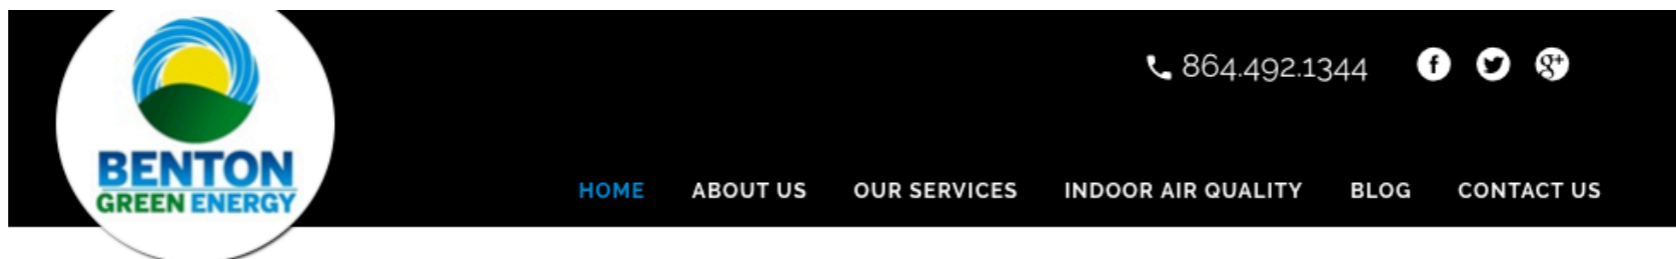 BENTON
GREEN ENERGY
864.492.1344
f g+
HOME ABOUT US OUR SERVICES INDOOR AIR QUALITY BLOG CONTACT US